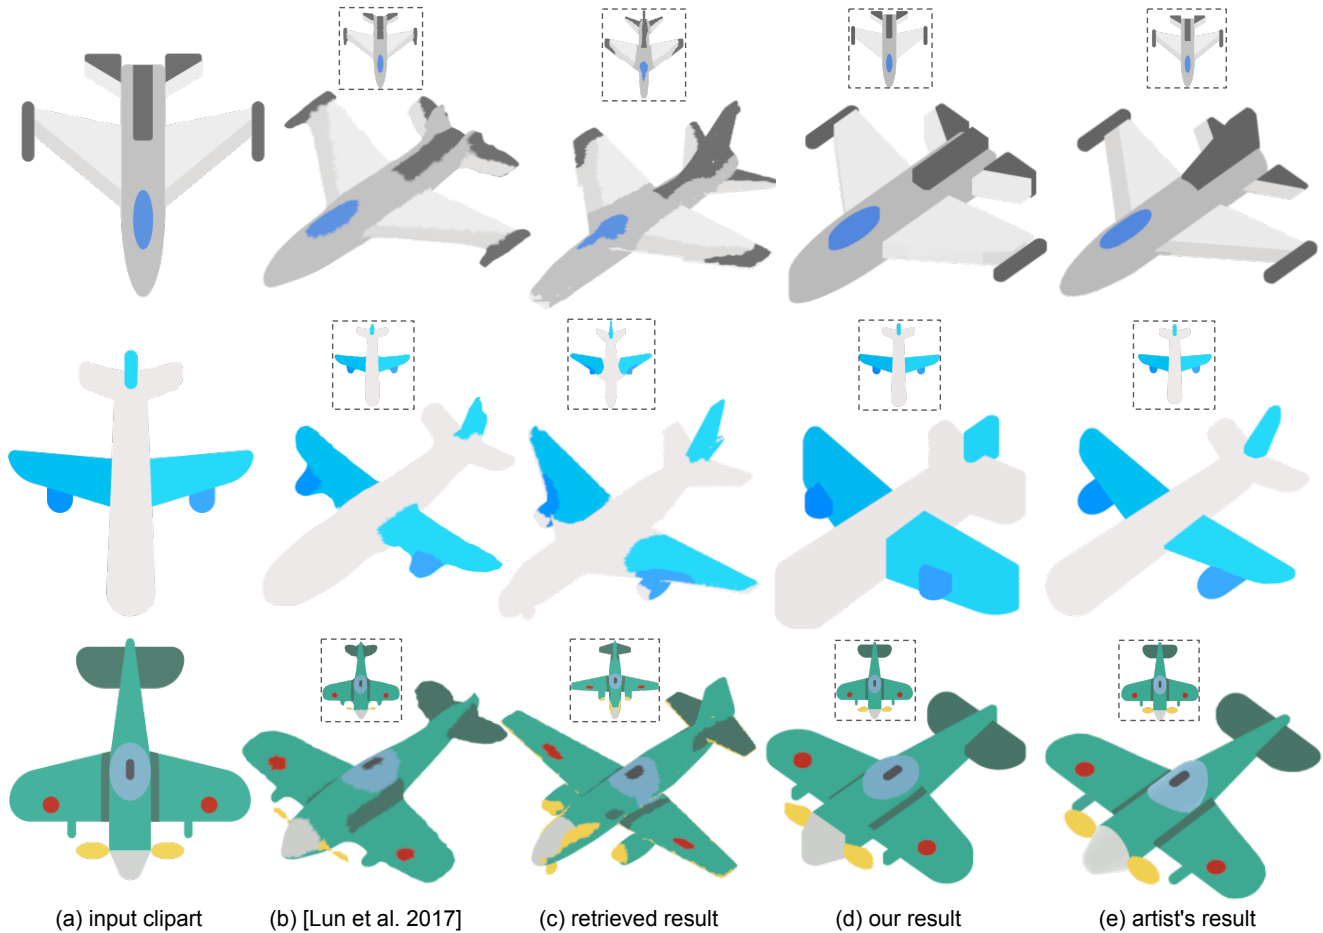 (a) input clipart (b) [Lun et al. 2017] (c) retrieved result (d) our result (e) artist's result